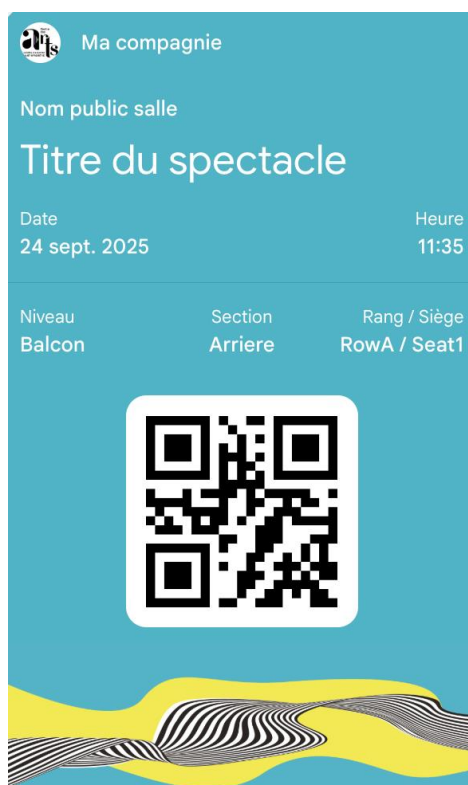 arts
Ma compagnie
Nom public salle
Titre du spectacle
Date Heure
24 sept. 2025 11:35
Niveau Section Rang / Siège
Balcon Arriere RowA / Seat1